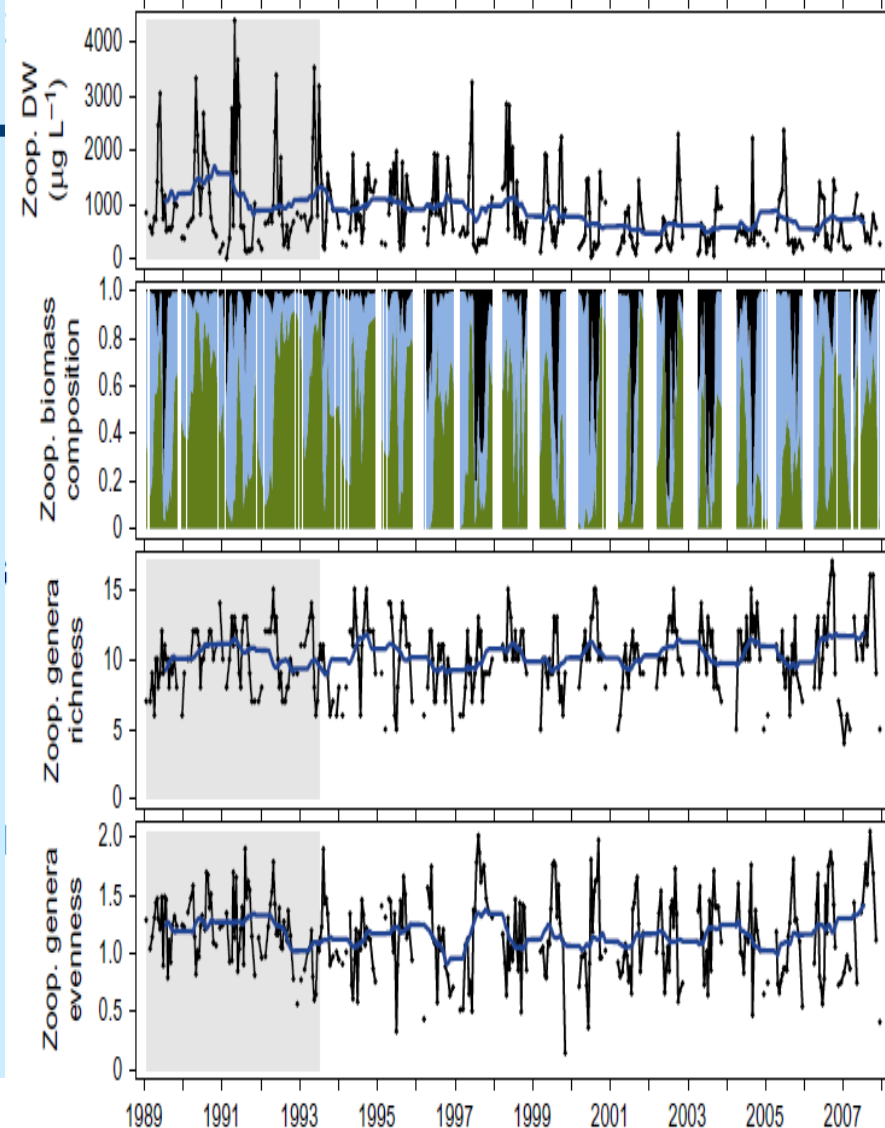 Zoop. DW
(µg L⁻¹)
4000
3000
2000
1000
0
Zoop. biomass
composition
1.0
0.8
0.6
0.4
0.2
0
Zoop. genera
richness
15
10
5
0
Zoop. genera
evenness
2.0
1.5
1.0
0.5
0
1989 1991 1993 1995 1997 1999 2001 2003 2005 2007